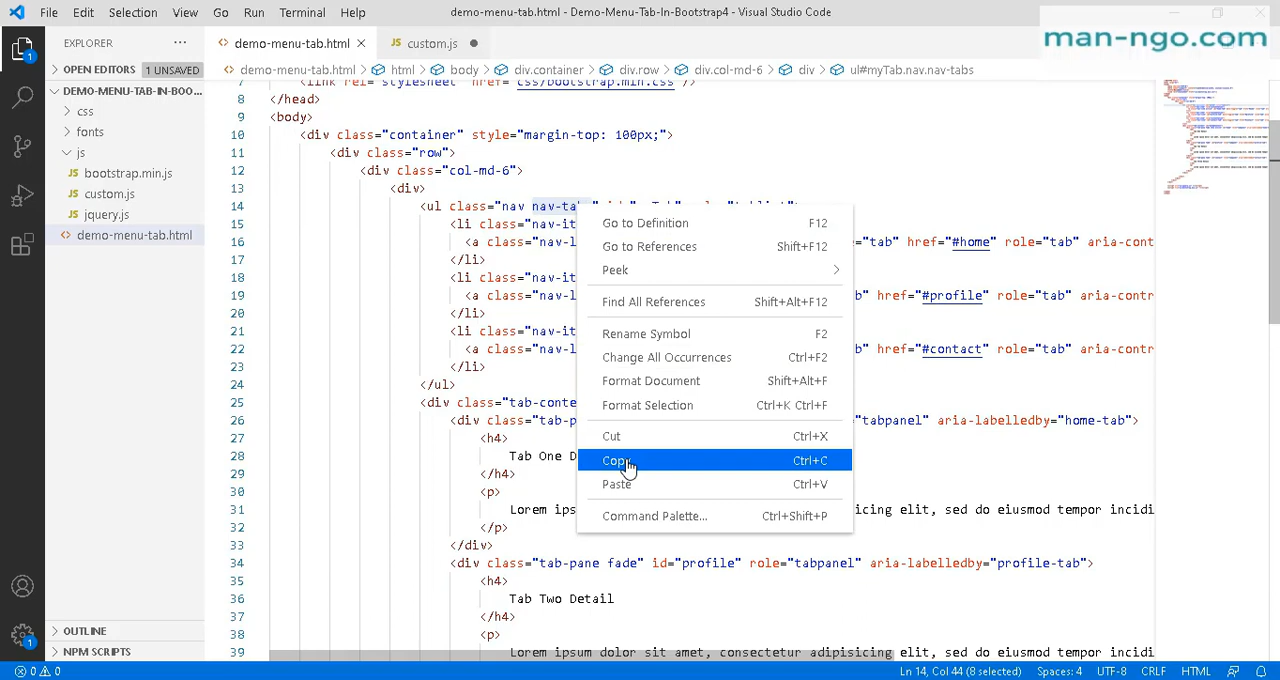 File Edit Selection View Go Run Terminal Help demo-menu-tab.html - Demo-Menu-Tab-In-Bootstrap4 - Visual Studio Code
man-ngo.com
EXPLORER ...
demo-menu-tab.html
custom.js
OPEN EDITORS 1 UNSAVED
demo-menu-tab.html > html > body > div.container > div.row > div.col-md-6 > div > ul#myTab.nav.nav-tabs
DEMO-MENU-TAB-IN-BOO...
css
fonts
js
JS bootstrap.min.js
JS custom.js
JS jquery.js
<> demo-menu-tab.html
OUTLINE
NPM SCRIPTS
7 <link rel="stylesheet" href="css/bootstrap.min.css"/>
8 </head>
9 <body>
10 <div class="container" style="margin-top: 100px;">
11 <div class="row">
12 <div class="col-md-6">
13 <div>
14 <ul class="nav nav-ta
15 <li class="nav-it
16 <a class="nav-l "tab" href="#home" role="tab" aria-cont
17 </li>
18 <li class="nav-it
19 <a class="nav-l b" href="#profile" role="tab" aria-contr
20 </li>
21 <li class="nav-it
22 <a class="nav-l b" href="#contact" role="tab" aria-contr
23 </li>
24 </ul>
25 <div class="tab-conte
26 <div class="tab-p tabpanel" aria-labelledby="home-tab">
27 <h4>
28 Tab One D
29 </h4>
30 <p>
31 Lorem ips icing elit, sed do eiusmod tempor incidi
32 </p>
33 </div>
34 <div class="tab-pane fade" id="profile" role="tabpanel" aria-labelledby="profile-tab">
35 <h4>
36 Tab Two Detail
37 </h4>
38 <p>
39 Lorem ipsum dolor sit amet, consectetur adipisicing elit, sed do eiusmod tempor incidi
Go to Definition F12
Go to References Shift+F12
Peek
Find All References Shift+Alt+F12
Rename Symbol F2
Change All Occurrences Ctrl+F2
Format Document Shift+Alt+F
Format Selection Ctrl+K Ctrl+F
Cut Ctrl+X
Copy Ctrl+C
Paste Ctrl+V
Command Palette... Ctrl+Shift+P
0 0 Ln 14, Col 44 (8 selected) Spaces: 4 UTF-8 CRLF HTML